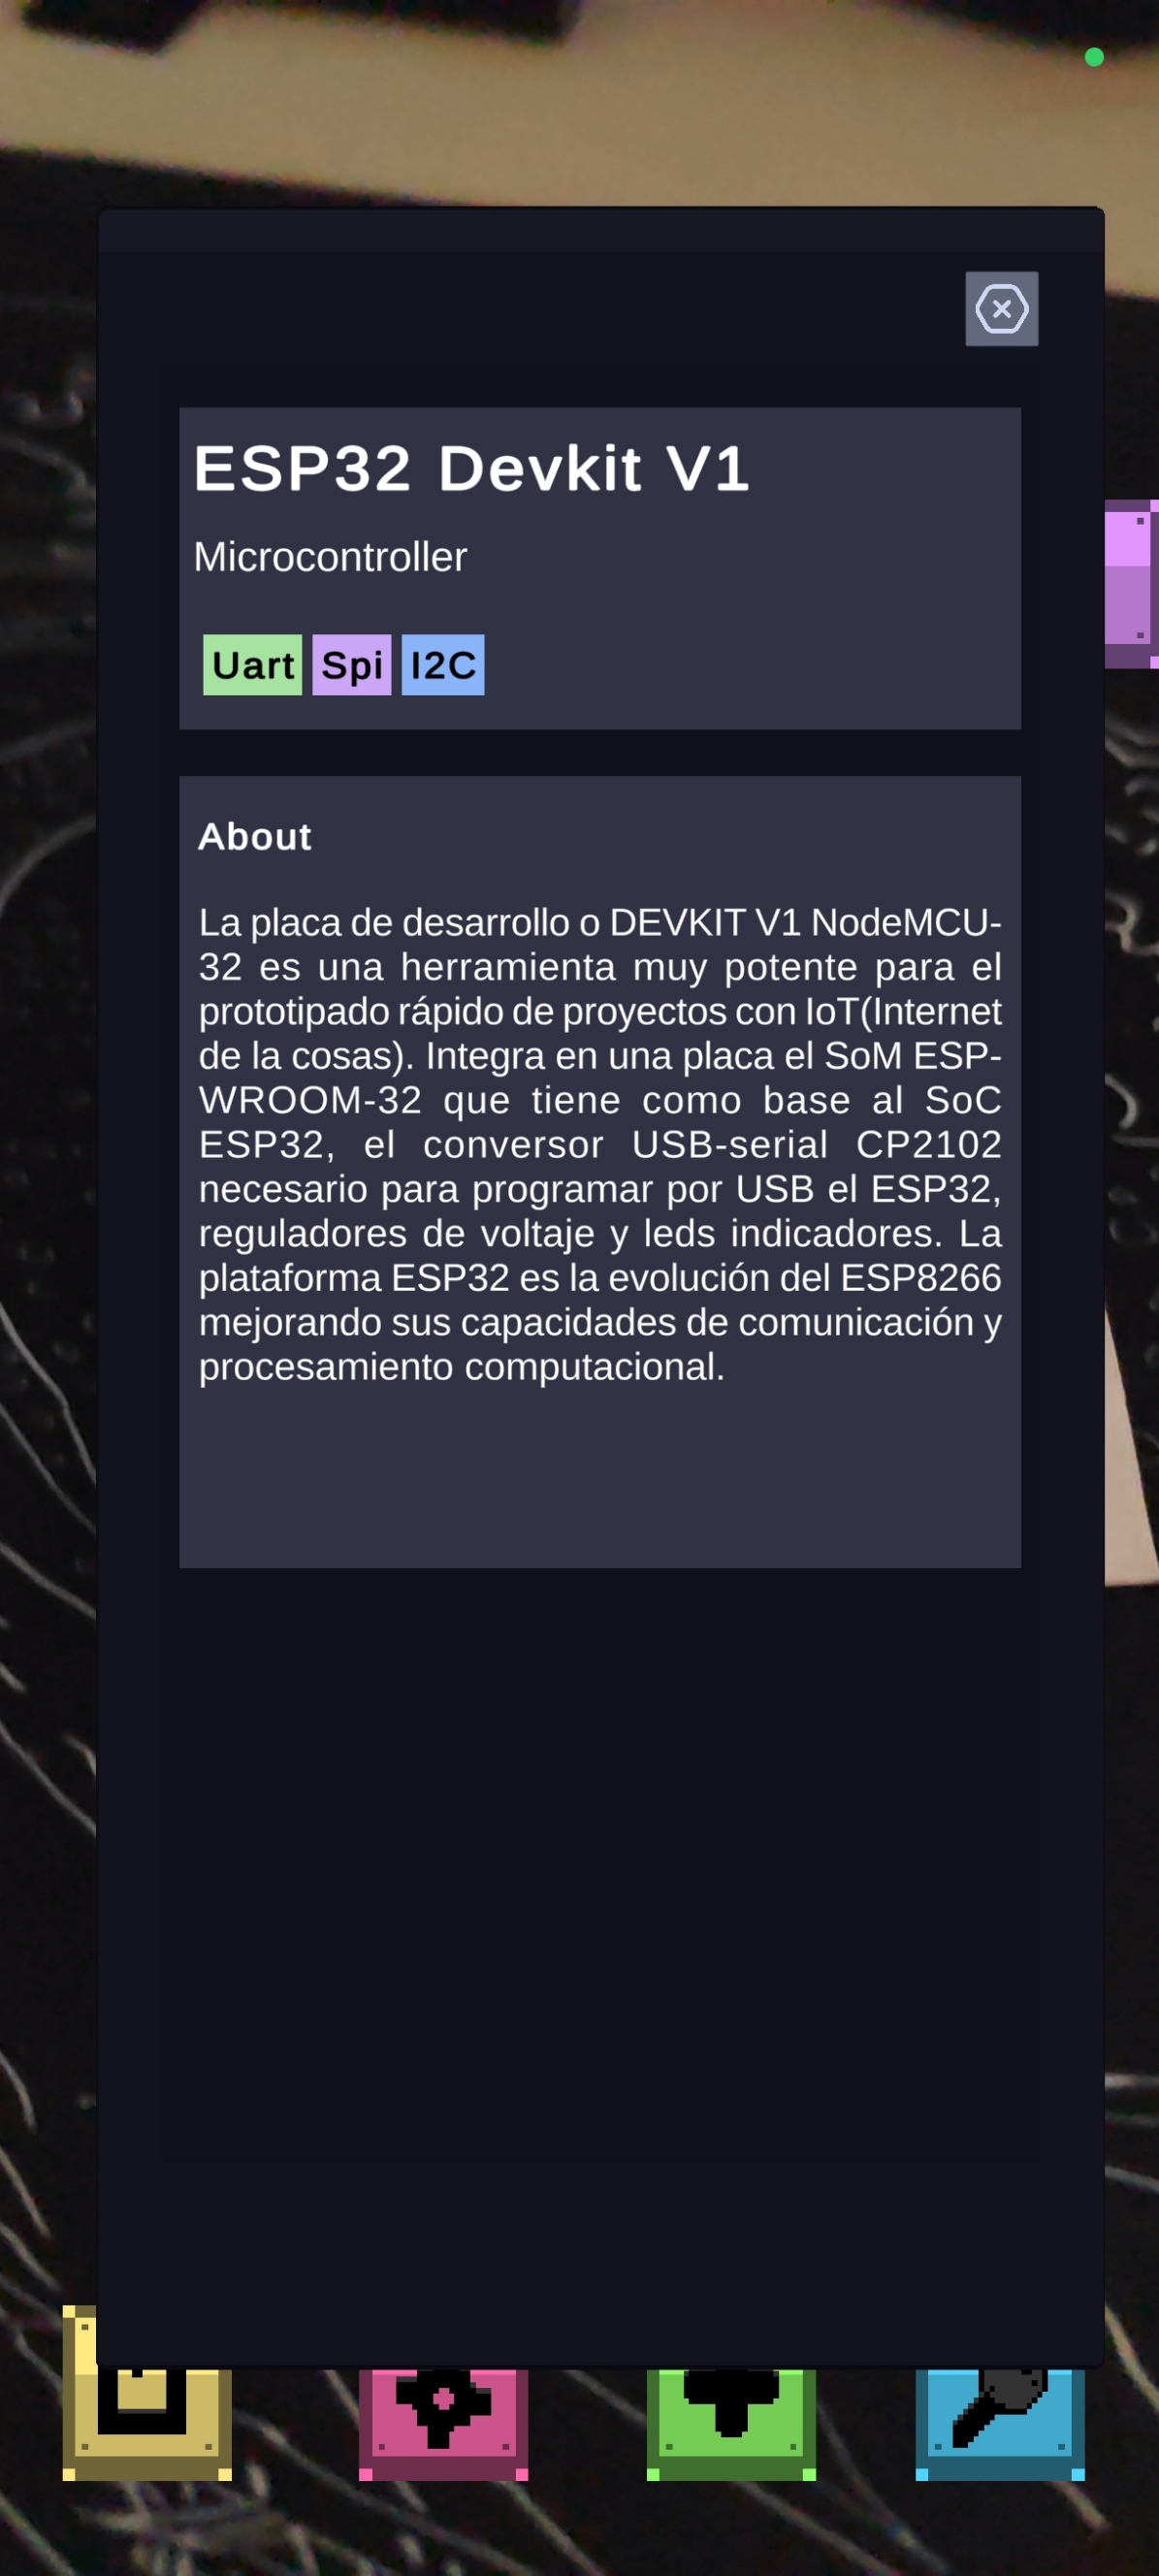 ESP32 Devkit V1
Microcontroller
Uart Spi I2C
About
La placa de desarrollo o DEVKIT V1 NodeMCU-
32 es una herramienta muy potente para el
prototipado rápido de proyectos con IoT(Internet
de la cosas). Integra en una placa el SoM ESP-
WROOM-32 que tiene como base al SoC
ESP32, el conversor USB-serial CP2102
necesario para programar por USB el ESP32,
reguladores de voltaje y leds indicadores. La
plataforma ESP32 es la evolución del ESP8266
mejorando sus capacidades de comunicación y
procesamiento computacional.